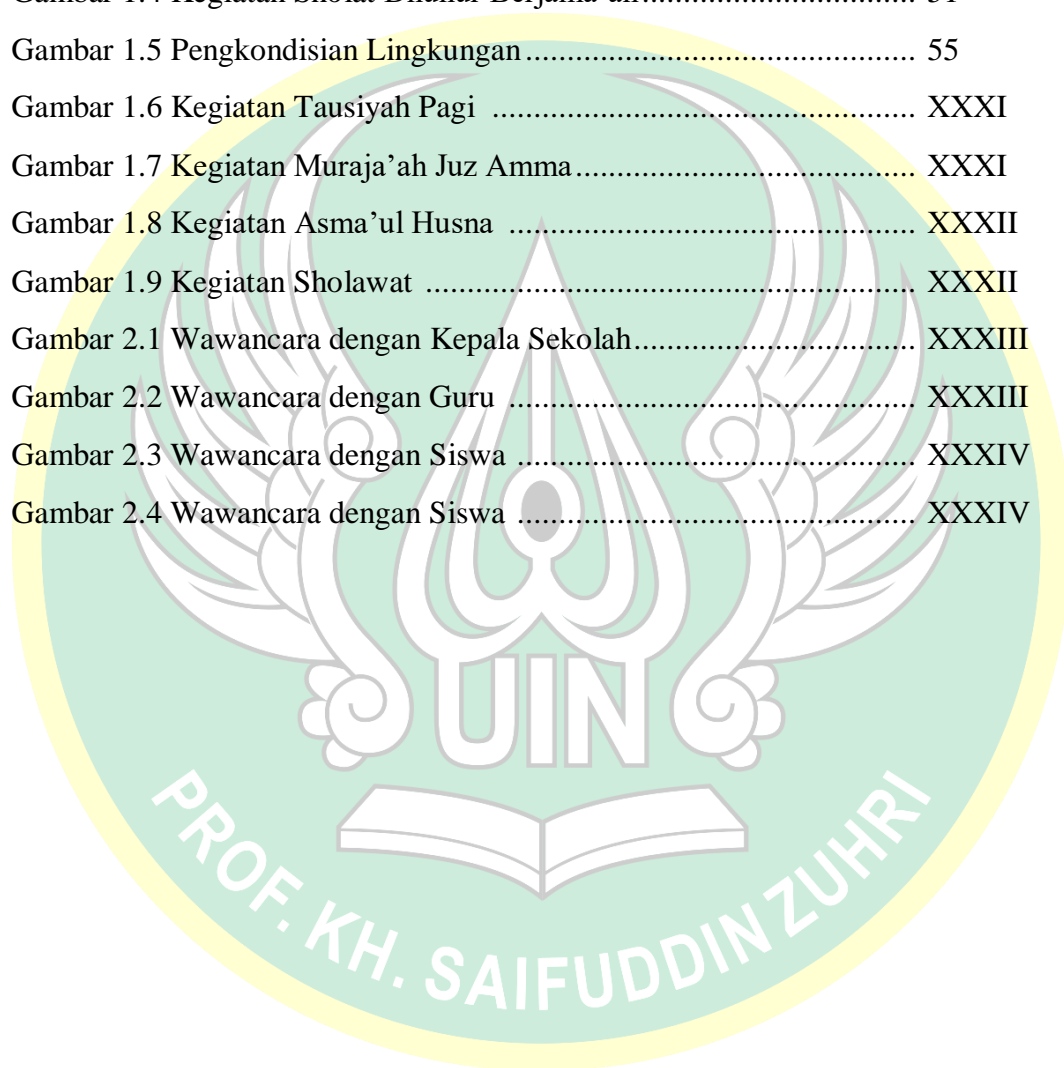 Gambar 1.5 Pengkondisian Lingkungan ............................................... 55
Gambar 1.6 Kegiatan Tausiyah Pagi ................................................... XXXI
Gambar 1.7 Kegiatan Muraja’ah Juz Amma ......................................... XXXI
Gambar 1.8 Kegiatan Asma’ul Husna ................................................. XXXII
Gambar 1.9 Kegiatan Sholawat ........................................................... XXXII
Gambar 2.1 Wawancara dengan Kepala Sekolah .................................. XXXIII
Gambar 2.2 Wawancara dengan Guru ................................................. XXXIII
Gambar 2.3 Wawancara dengan Siswa ................................................ XXXIV
Gambar 2.4 Wawancara dengan Siswa ................................................ XXXIV
UIN
PROF. KH. SAIFUDDIN ZUHRI